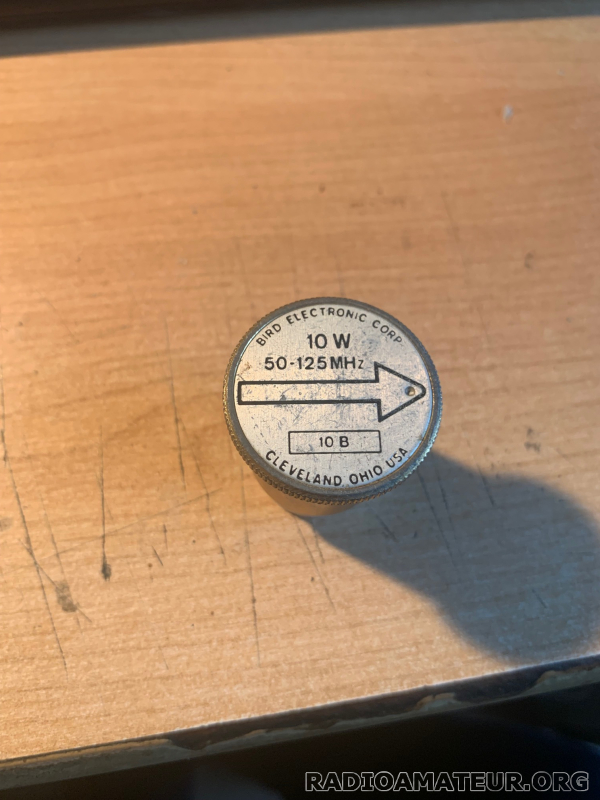 BIRD ELECTRONIC CORP
10 W
50-125MHz
10 B
CLEVELAND OHIO USA
RADIOAMATEUR.ORG